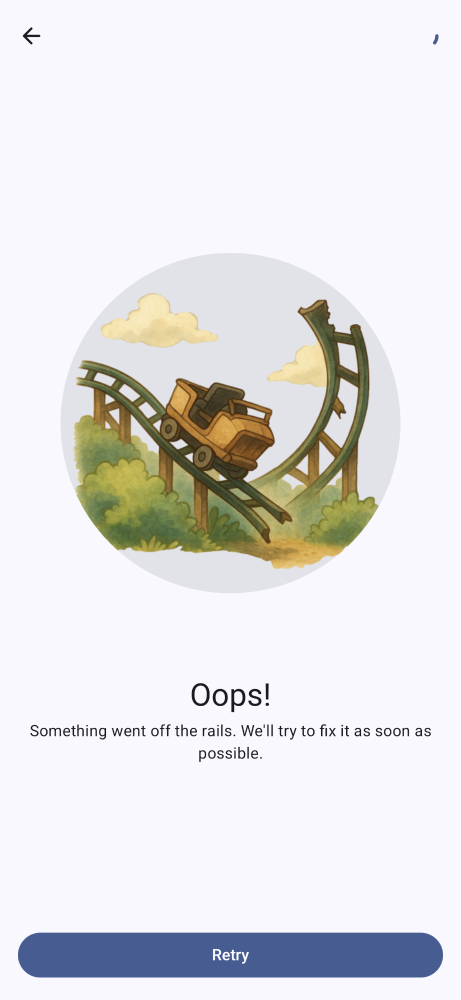 Oops!
Something went off the rails. We'll try to fix it as soon as
possible.
Retry